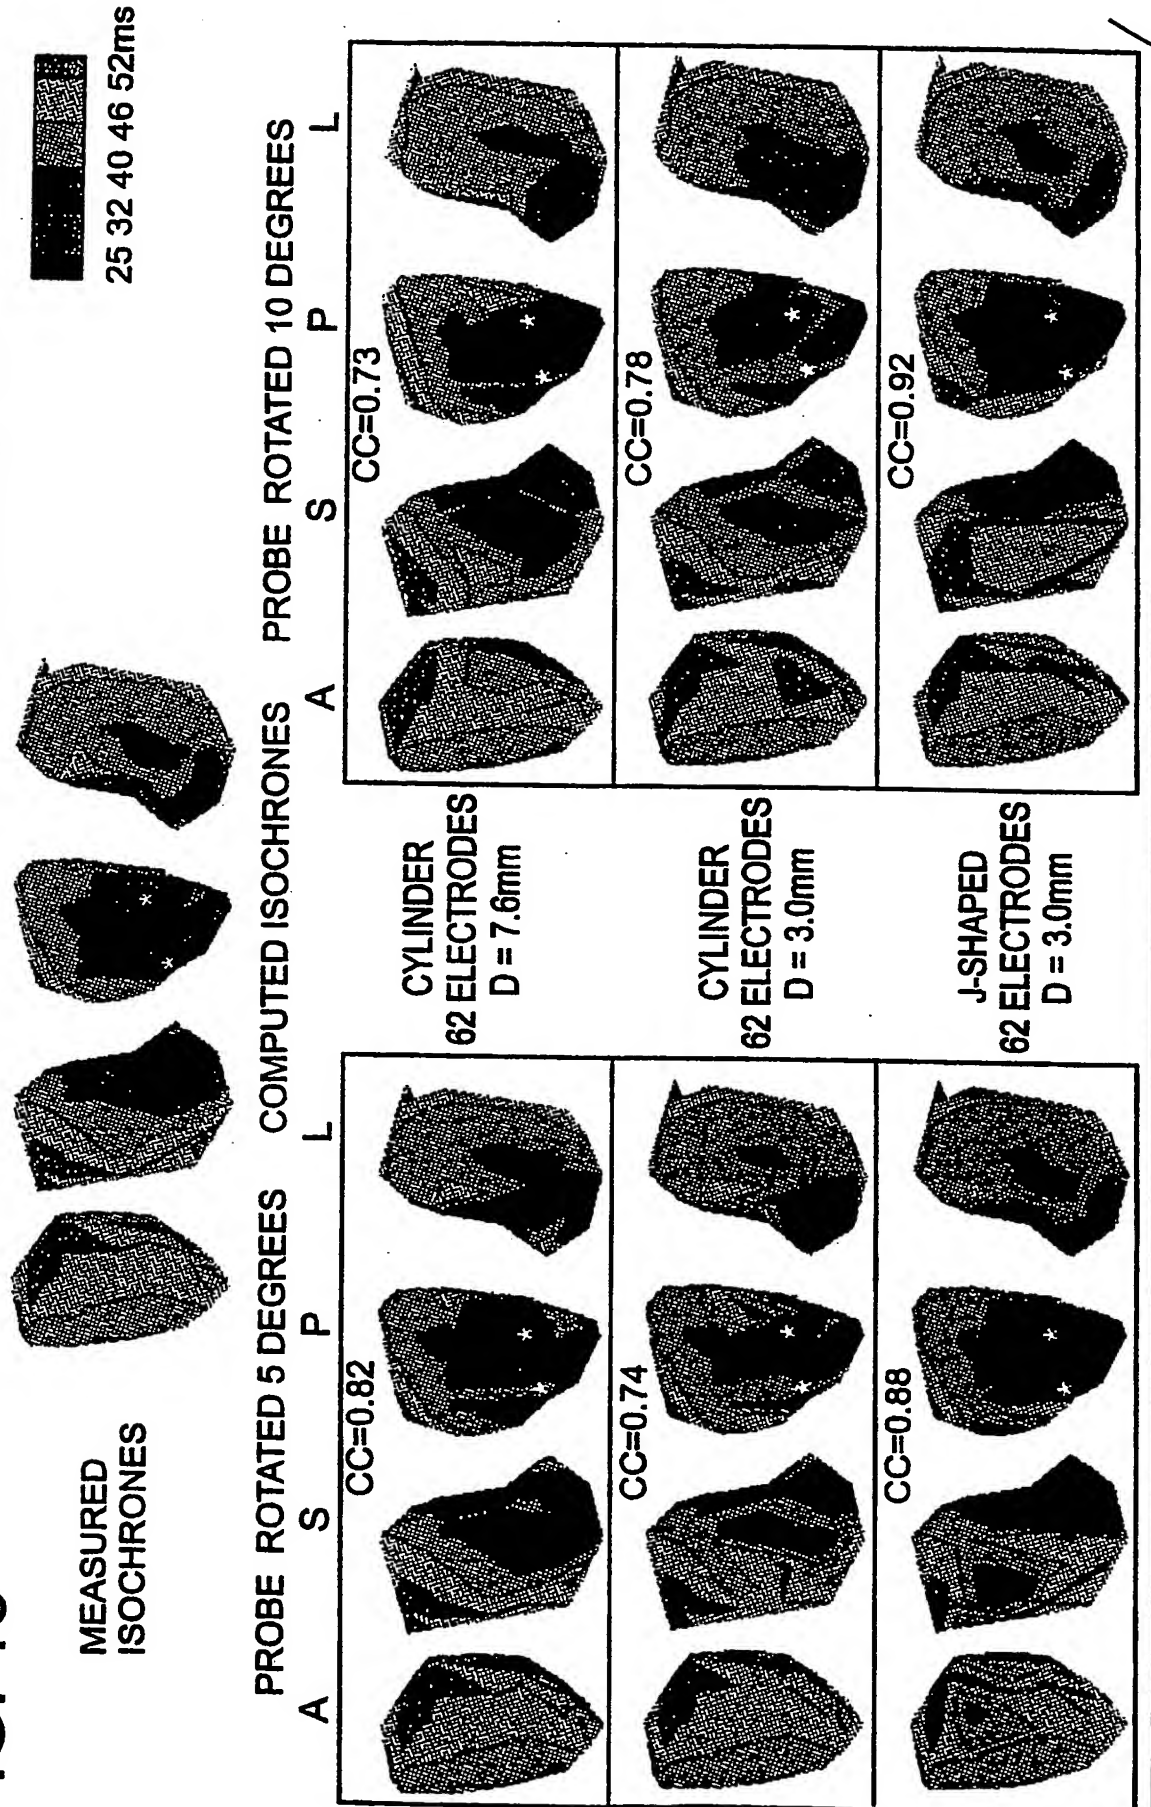 MEASURED
ISOCHRONES
25 32 40 46 52ms
PROBE ROTATED 5 DEGREES COMPUTED ISOCHRONES PROBE ROTATED 10 DEGREES
A S P L
A S P L
CC=0.82
CYLINDER
62 ELECTRODES
D = 7.6mm
CC=0.73
CC=0.74
CYLINDER
62 ELECTRODES
D = 3.0mm
CC=0.78
CC=0.88
J-SHAPED
62 ELECTRODES
D = 3.0mm
CC=0.92